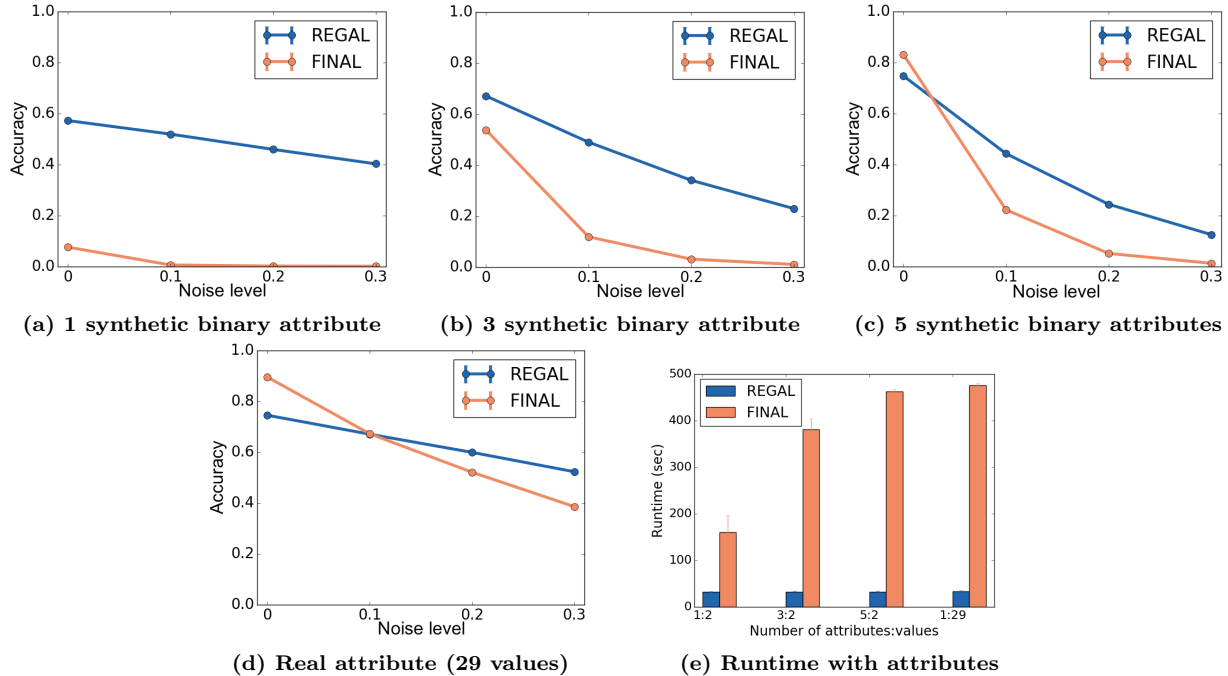 1.0
0.8
0.6
0.4
0.2
0.0
Accuracy
REGAL
FINAL
0
0.1
0.2
0.3
Noise level
(a) 1 synthetic binary attribute
1.0
0.8
0.6
0.4
0.2
0.0
Accuracy
REGAL
FINAL
0
0.1
0.2
0.3
Noise level
(b) 3 synthetic binary attribute
1.0
0.8
0.6
0.4
0.2
0.0
Accuracy
REGAL
FINAL
0
0.1
0.2
0.3
Noise level
(c) 5 synthetic binary attributes
1.0
0.8
0.6
0.4
0.2
0.0
Accuracy
REGAL
FINAL
0
0.1
0.2
0.3
Noise level
(d) Real attribute (29 values)
500
400
300
200
100
0
Runtime (sec)
REGAL
FINAL
1:2
3:2
5:2
1:29
Number of attributes:values
(e) Runtime with attributes